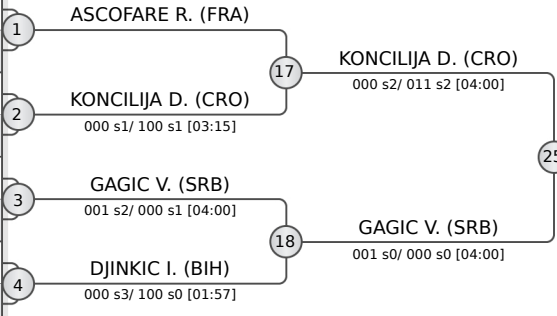 ASCOFARE R. (FRA)
1
17
KONCILIJA D. (CRO)
000 s2/ 011 s2 [04:00]
KONCILIJA D. (CRO)
2
000 s1/ 100 s1 [03:15]
25
GAGIC V. (SRB)
3
001 s2/ 000 s1 [04:00]
18
GAGIC V. (SRB)
001 s0/ 000 s0 [04:00]
DJINKIC I. (BIH)
4
000 s3/ 100 s0 [01:57]